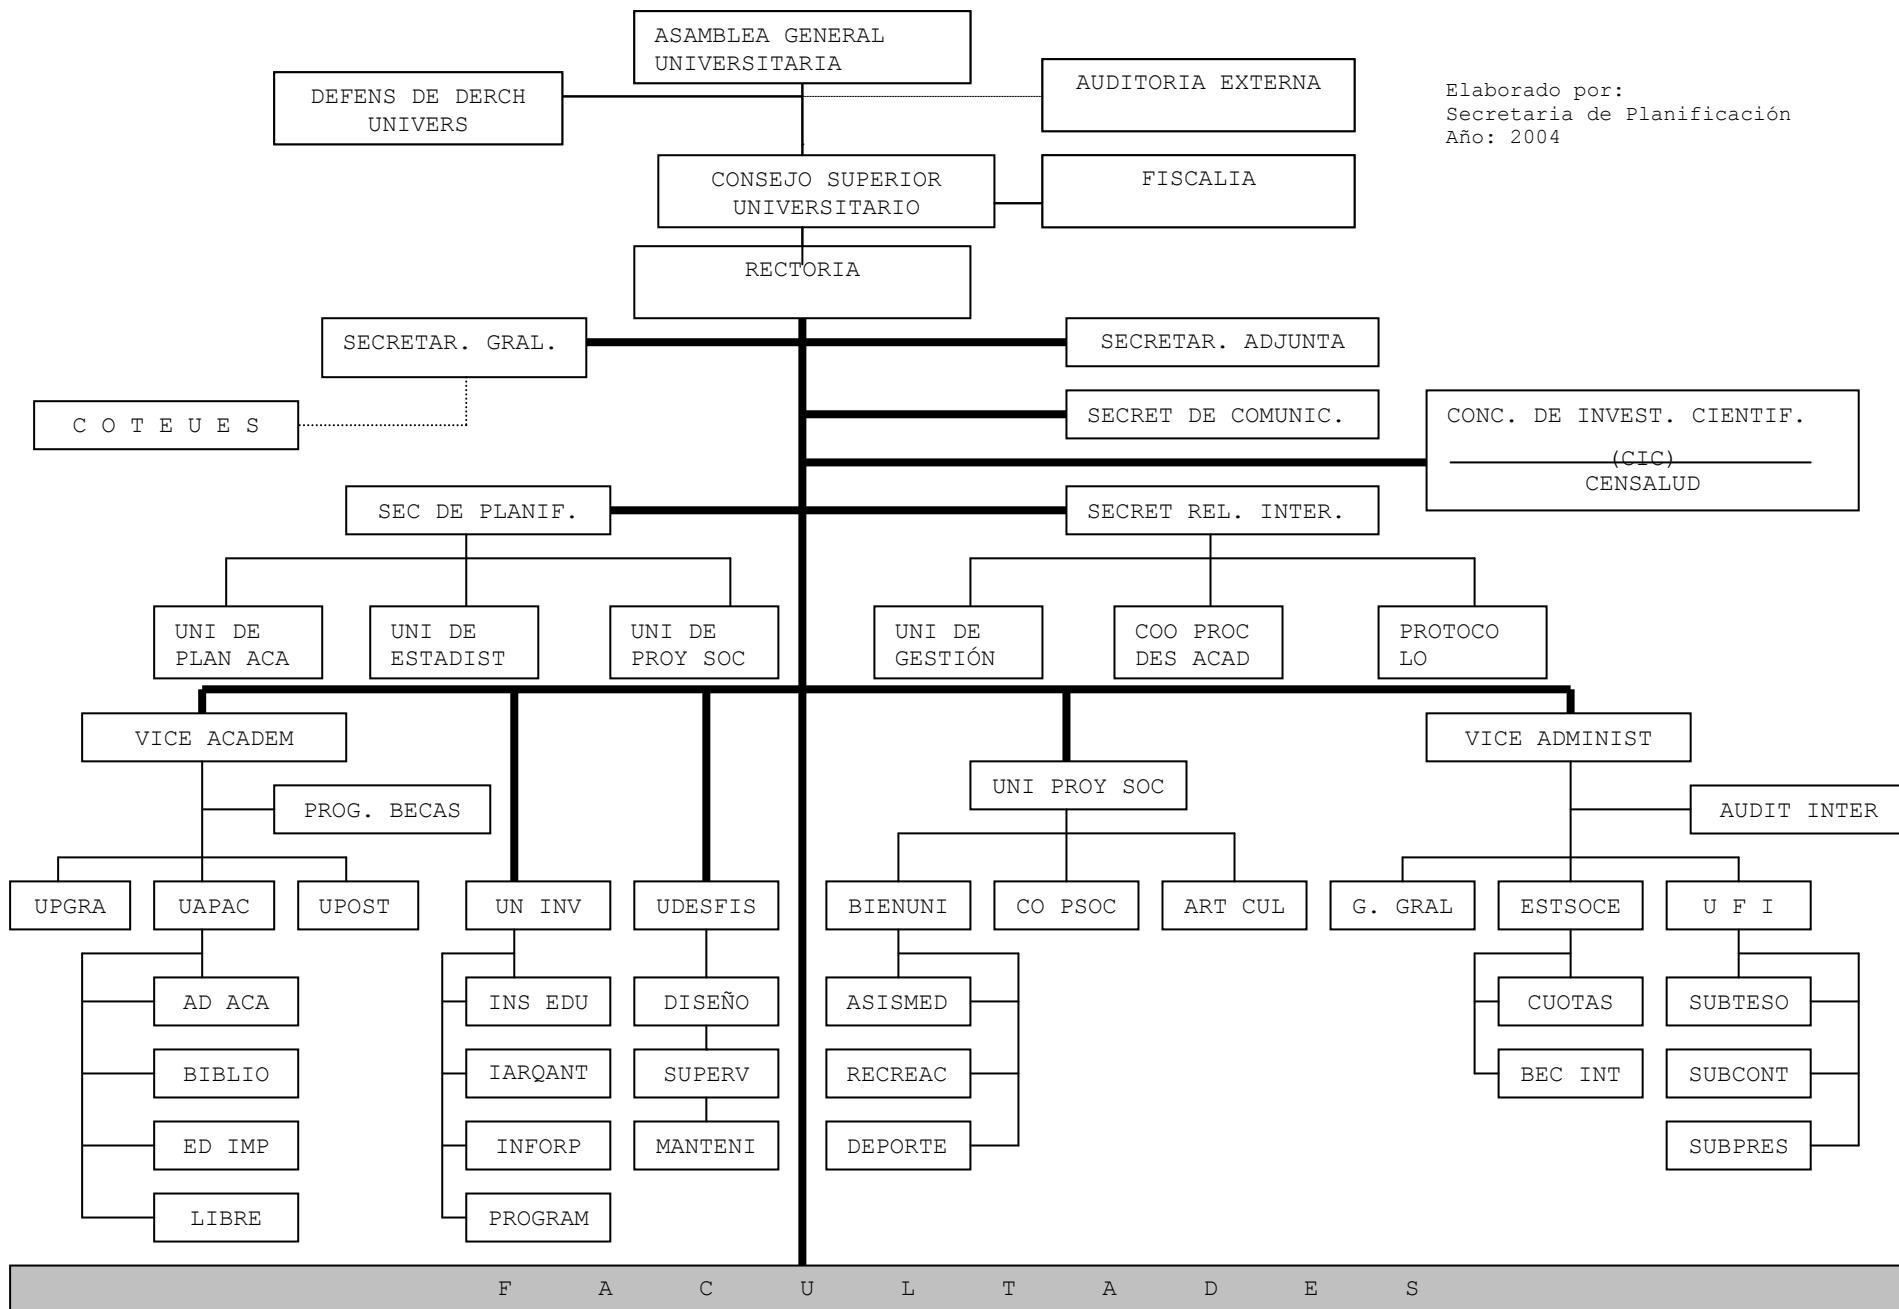 ASAMBLEA GENERAL
UNIVERSITARIA
DEFENS DE DERCH
UNIVERS
AUDITORIA EXTERNA
Elaborado por:
Secretaria de Planificación
Año: 2004
CONSEJO SUPERIOR
UNIVERSITARIO
FISCALIA
RECTORIA
SECRETAR. GRAL.
SECRETAR. ADJUNTA
C O T E U E S
SECRET DE COMUNIC.
CONC. DE INVEST. CIENTIF.
(CIC)
CENSALUD
SEC DE PLANIF.
SECRET REL. INTER.
UNI DE
PLAN ACA
UNI DE
ESTADIST
UNI DE
PROY SOC
UNI DE
GESTIÓN
COO PROC
DES ACAD
PROTOCO
LO
VICE ACADEM
VICE ADMINIST
UNI PROY SOC
PROG. BECAS
AUDIT INTER
UPGRA
UAPAC
UPOST
UN INV
UDESFIS
BIENUNI
CO PSOC
ART CUL
G. GRAL
ESTSOCE
U F I
AD ACA
INS EDU
DISEÑO
ASISMED
CUOTAS
SUBTESO
BIBLIO
IARQANT
SUPERV
RECREAC
BEC INT
SUBCONT
ED IMP
INFORP
MANTENI
DEPORTE
SUBPRES
LIBRE
PROGRAM
F A C U L T A D E S